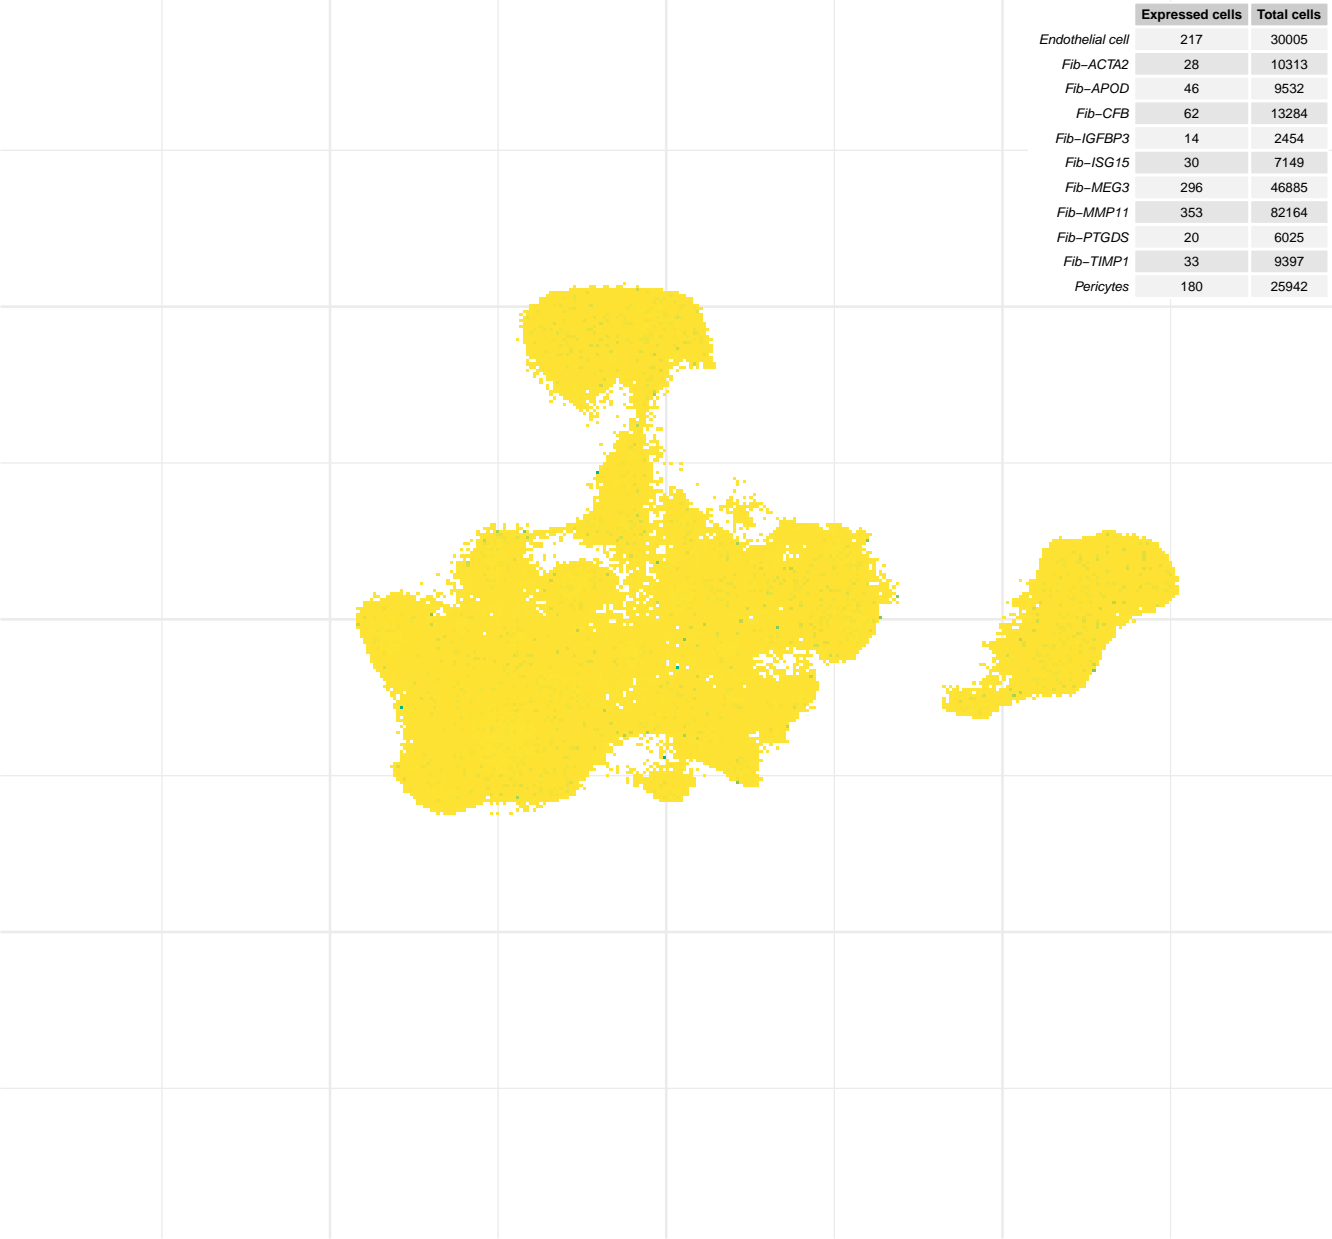 Expressed cells Total cells
Endothelial cell 217 30005
Fib−ACTA2 28 10313
Fib−APOD 46 9532
Fib−CFB 62 13284
Fib−IGFBP3 14 2454
Fib−ISG15 30 7149
Fib−MEG3 296 46885
Fib−MMP11 353 82164
Fib−PTGDS 20 6025
Fib−TIMP1 33 9397
Pericytes 180 25942